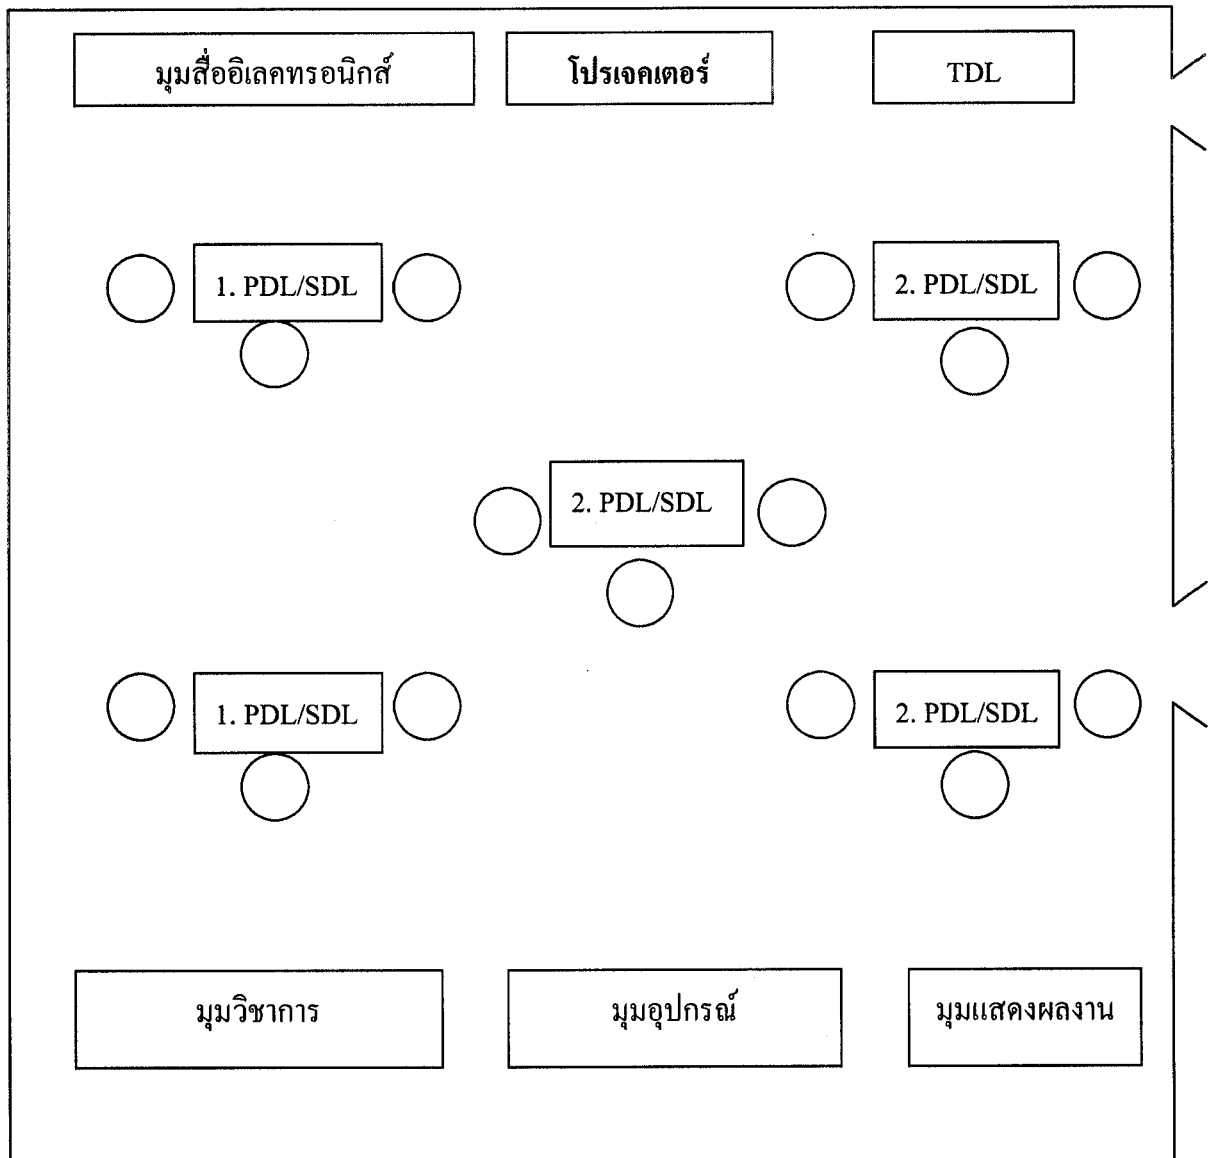 มุมสื่ออิเลคทรอนิกส์
โปรเจคเตอร์
TDL
1. PDL/SDL
2. PDL/SDL
2. PDL/SDL
1. PDL/SDL
2. PDL/SDL
มุมวิชาการ
มุมอุปกรณ์
มุมแสดงผลงาน